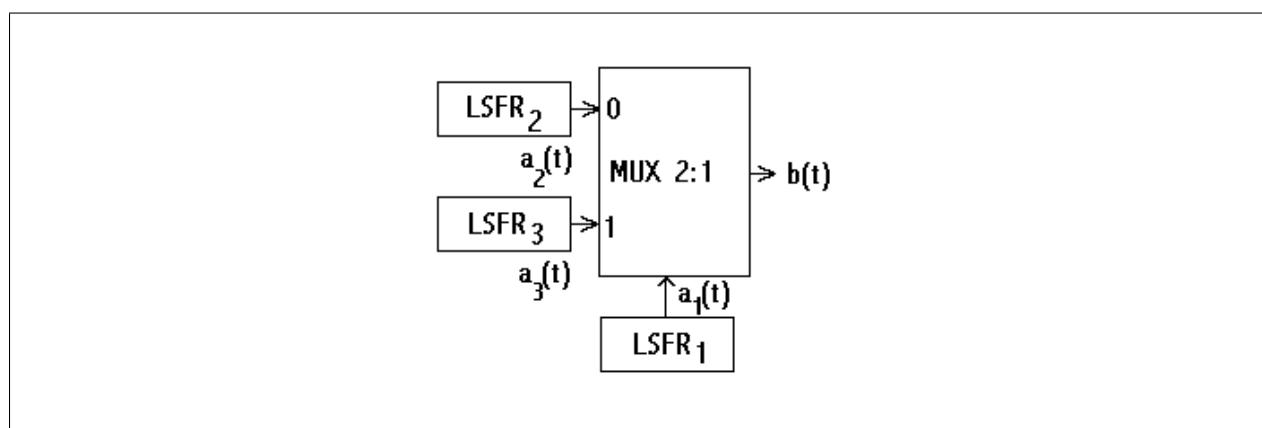 LSFR2
0
a2(t)
MUX 2:1
b(t)
LSFR3
1
a3(t)
a1(t)
LSFR1